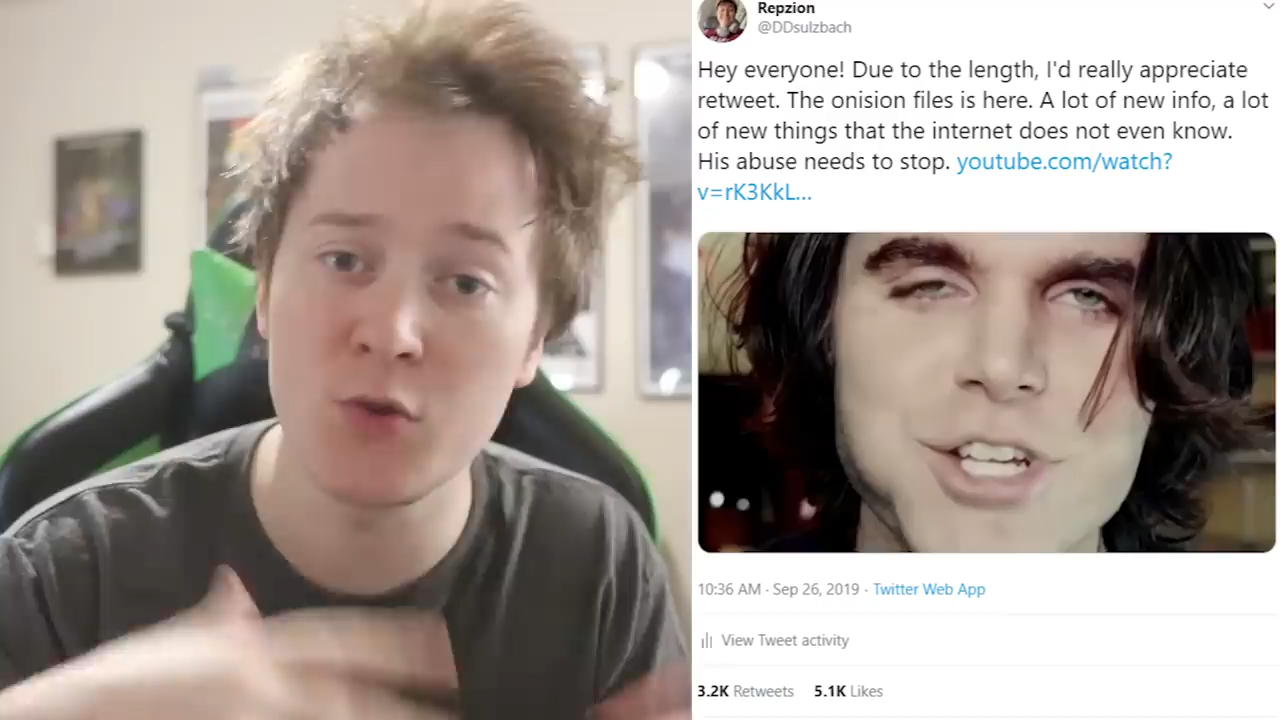 Repzion
@DDsulzbach
Hey everyone! Due to the length, I'd really appreciate
retweet. The onision files is here. A lot of new info, a lot
of new things that the internet does not even know.
His abuse needs to stop. youtube.com/watch?
v=rK3KkL...
10:36 AM · Sep 26, 2019 · Twitter Web App
View Tweet activity
3.2K Retweets 5.1K Likes